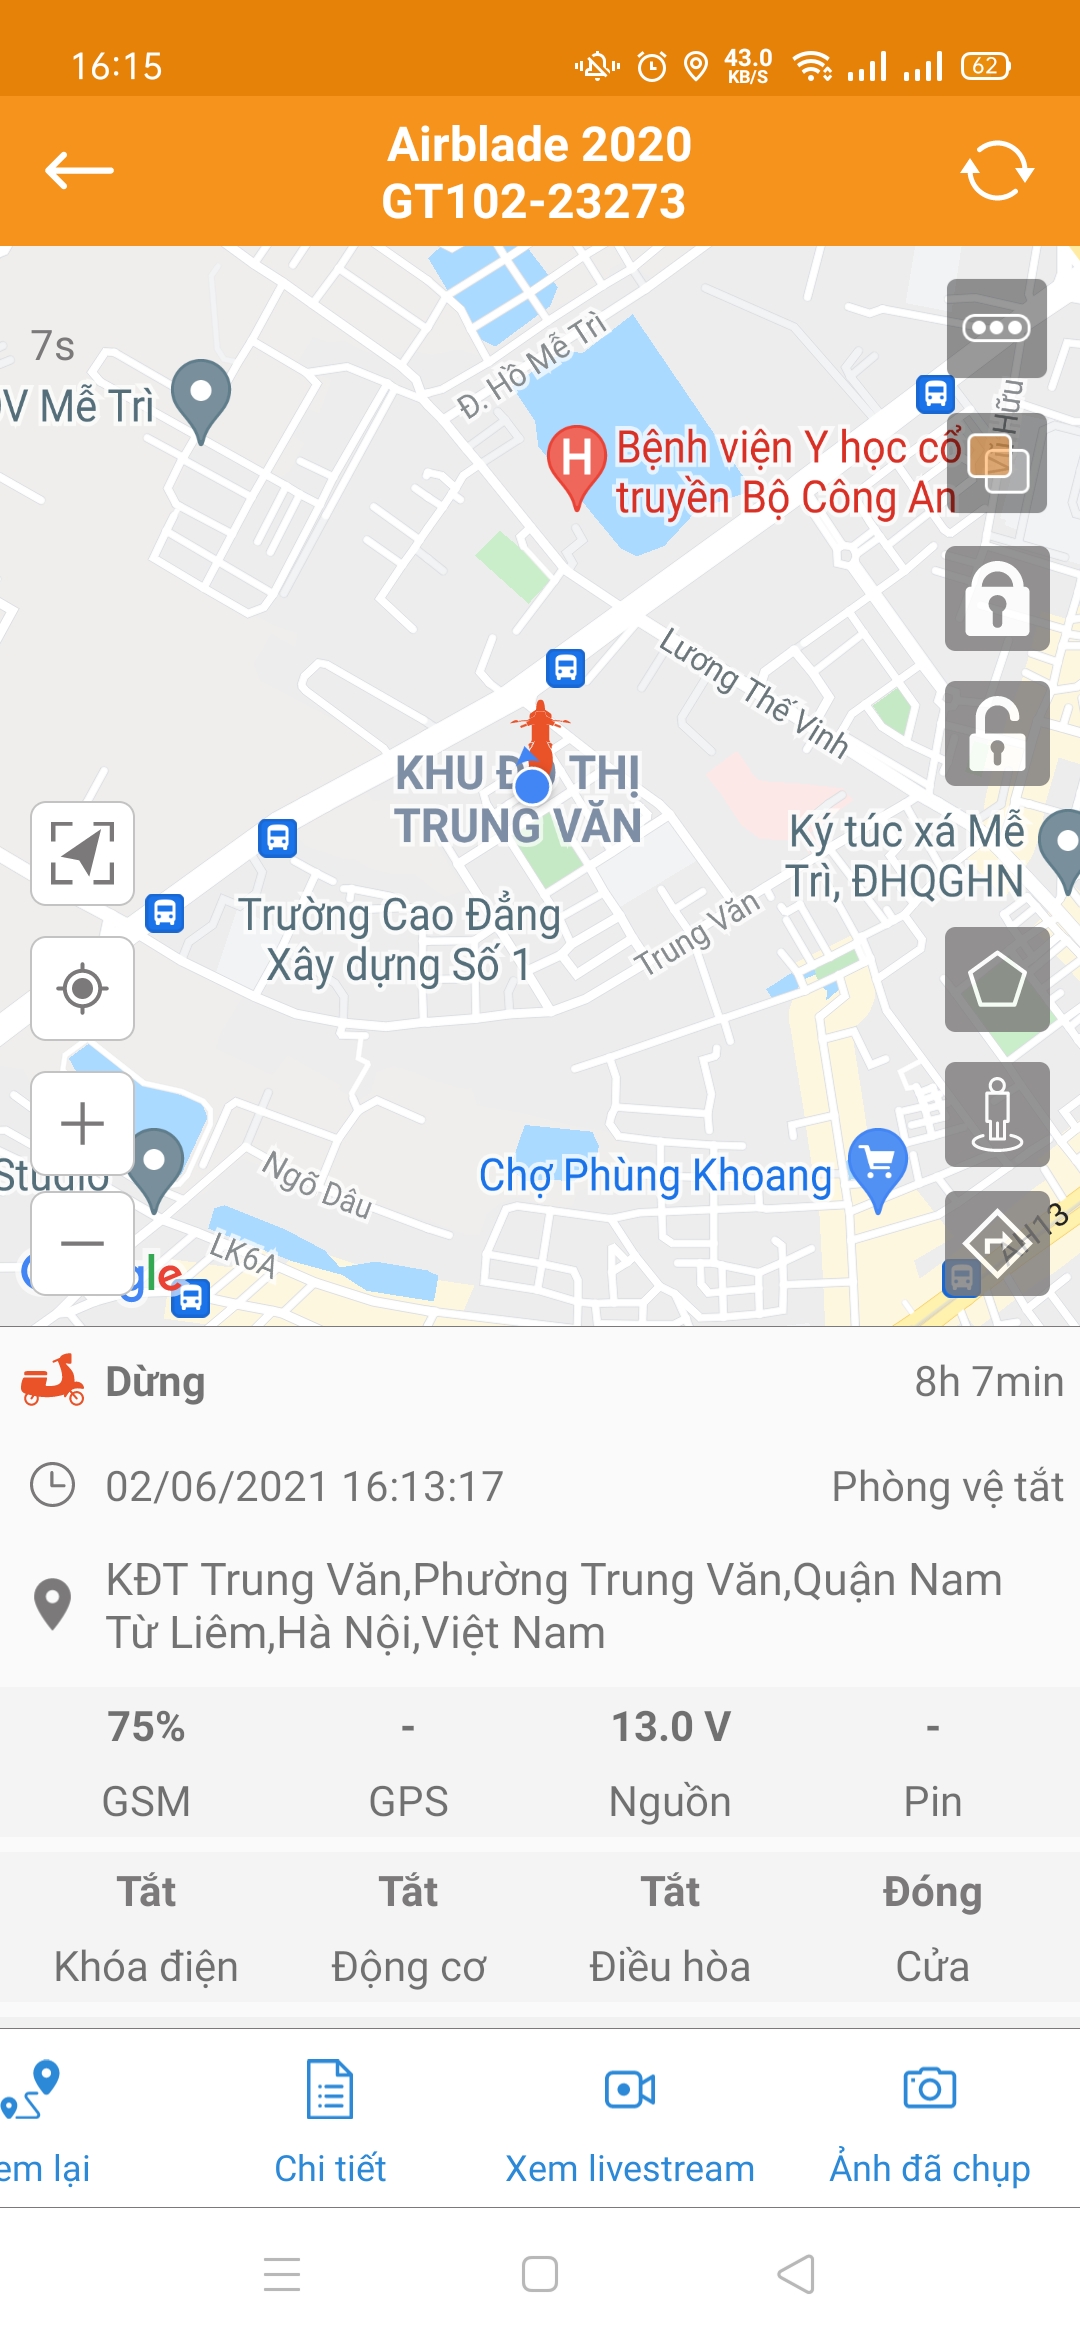 16:15
43.0
KB/S
62
Airblade 2020
GT102-23273
7s
V Mễ Trì
Đ. Hồ Mễ Trì
Hữu
H
Bệnh viện Y học cổ
truyền Bộ Công An
Lương Thế Vinh
KHU ĐÔ THỊ
TRUNG VĂN
Ký túc xá Mễ
Trì, ĐHQGHN
Trường Cao Đẳng
Xây dựng Số 1
Trung Văn
Studio
Ngõ Dâu
Chợ Phùng Khoang
LK6A
AH13
Google
Dừng
8h 7min
02/06/2021 16:13:17
Phòng vệ tắt
KĐT Trung Văn,Phường Trung Văn,Quận Nam
Từ Liêm,Hà Nội,Việt Nam
75%
-
13.0 V
-
GSM
GPS
Nguồn
Pin
Tắt
Tắt
Tắt
Đóng
Khóa điện
Động cơ
Điều hòa
Cửa
em lại
Chi tiết
Xem livestream
Ảnh đã chụp